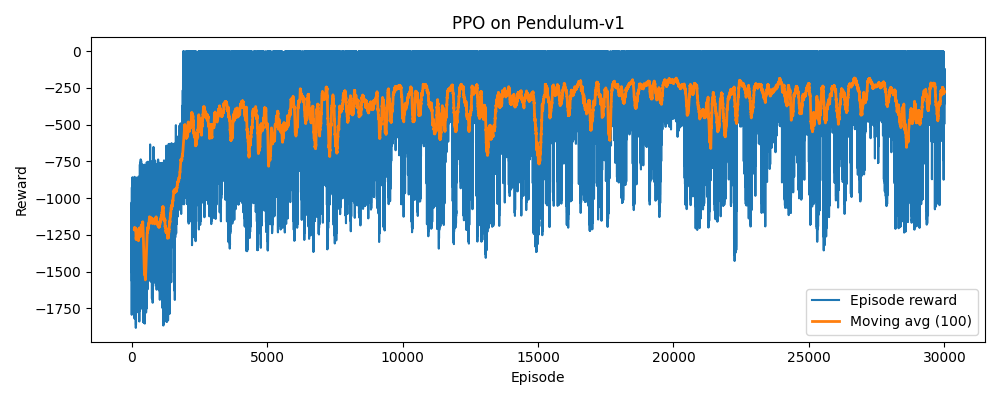 PPO on Pendulum-v1
0
−250
−500
−750
−1000
−1250
−1500
−1750
Reward
Episode reward
Moving avg (100)
0 5000 10000 15000 20000 25000 30000
Episode